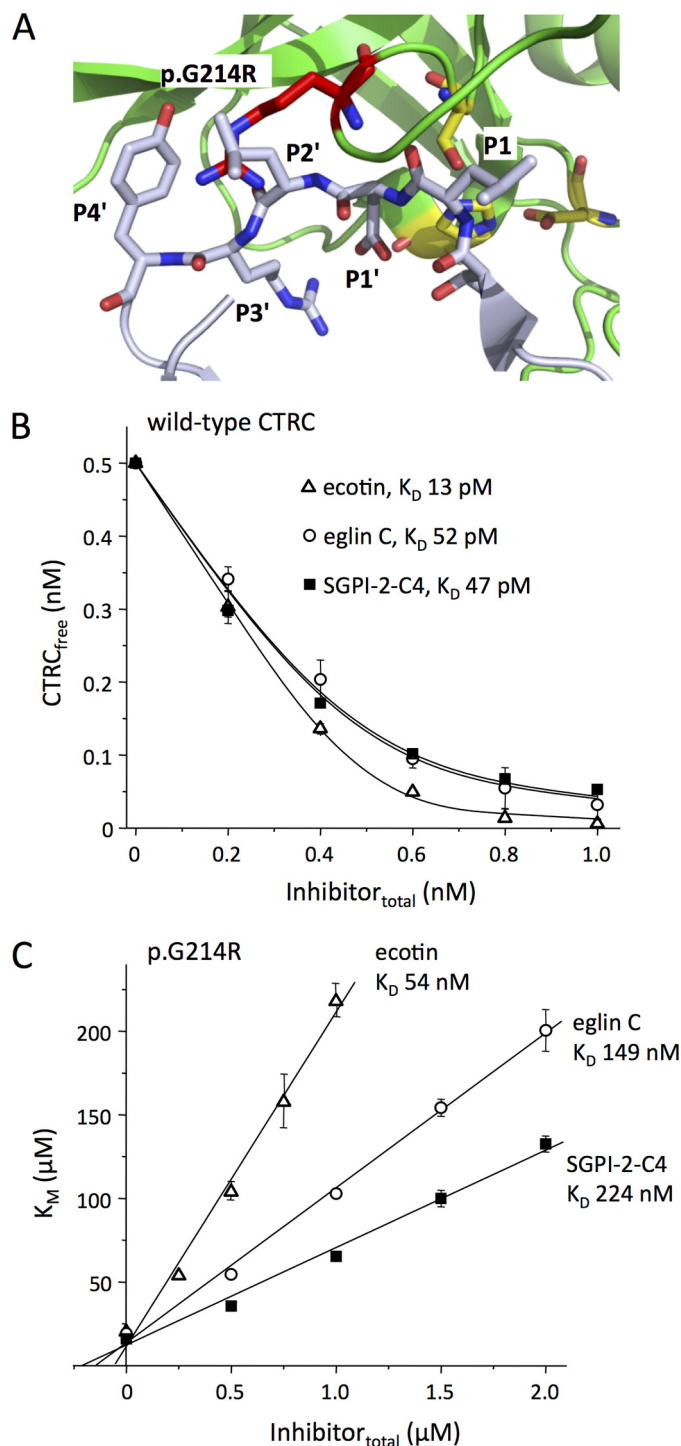 A
p.G214R
P1
P2'
P4'
P1'
P3'
B
wild-type CTRC
0.5
ecotin, KD 13 pM
0.4
eglin C, KD 52 pM
SGPI-2-C4, KD 47 pM
0.3
CTRCfree (nM)
0.2
0.1
0
0 0.2 0.4 0.6 0.8 1.0
Inhibitortotal (nM)
C
p.G214R
ecotin
KD 54 nM
200
eglin C
KD 149 nM
150
KM (μM)
SGPI-2-C4
KD 224 nM
100
50
0 0.5 1.0 1.5 2.0
Inhibitortotal (μM)